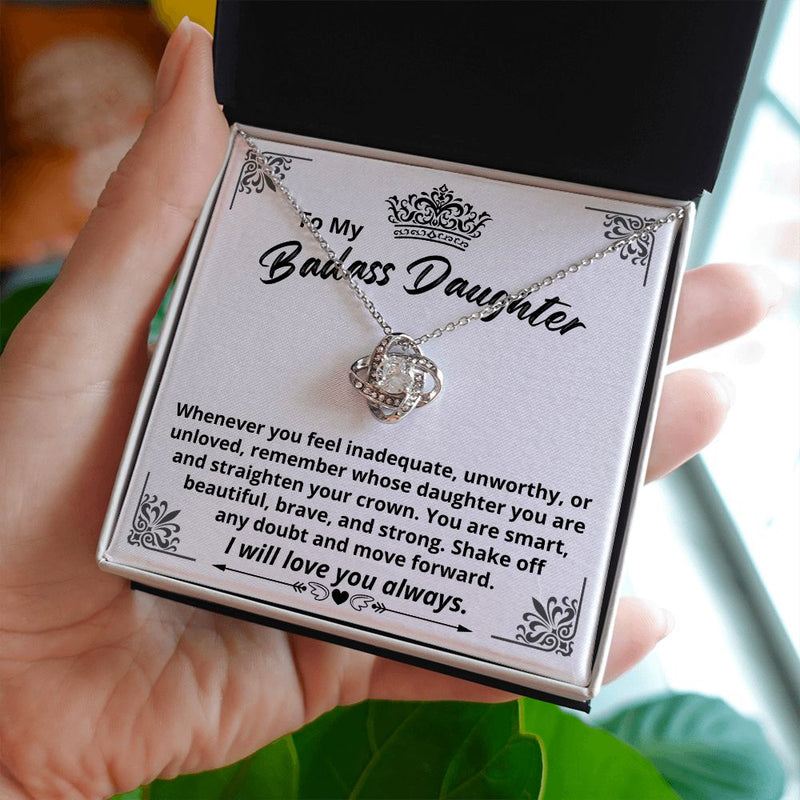 To My
Badass Daughter
Whenever you feel inadequate, unworthy, or
unloved, remember whose daughter you are
and straighten your crown. You are smart,
beautiful, brave, and strong. Shake off
any doubt and move forward.
I will love you always.